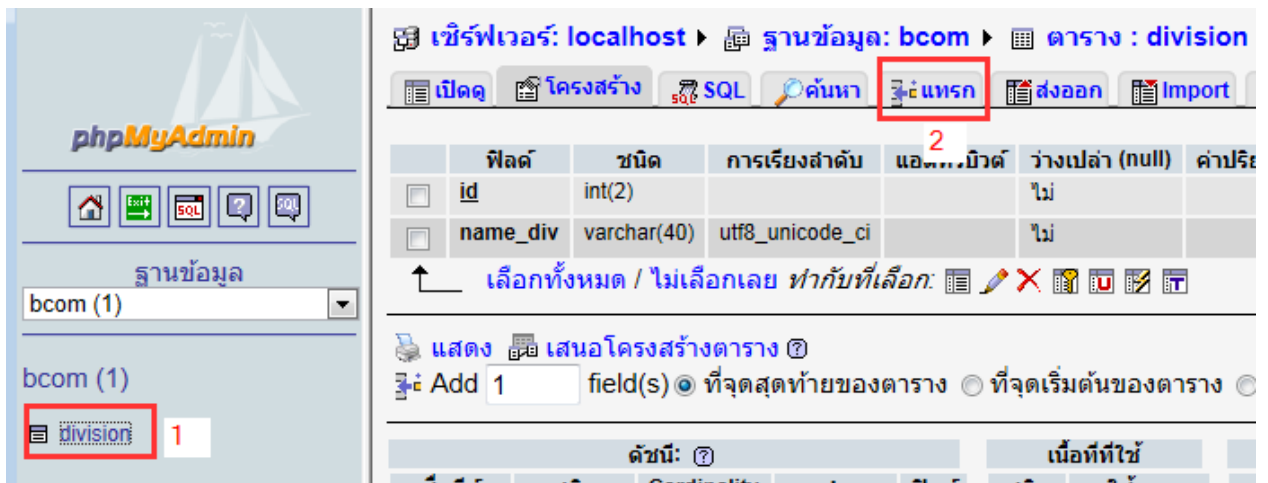 phpMyAdmin
ฐานข้อมูล
bcom (1)
bcom (1)
division 1
เซิร์ฟเวอร์: localhost ฐานข้อมูล: bcom ตาราง : division
เปิดดู โครงสร้าง SQL ค้นหา แทรก ส่งออก Import
2
ฟิลด์ ชนิด การเรียงลำดับ ว่างเปล่า (null)
id int(2) ไม่
name_div varchar(40) utf8_unicode_ci ไม่
เลือกทั้งหมด / ไม่เลือกเลย ทำกับที่เลือก:
แสดง เสนอโครงสร้างตาราง
Add 1 field(s) ที่จุดสุดท้ายของตาราง ที่จุดเริ่มต้นของตาราง
ดัชนี: เนื้อที่ที่ใช้